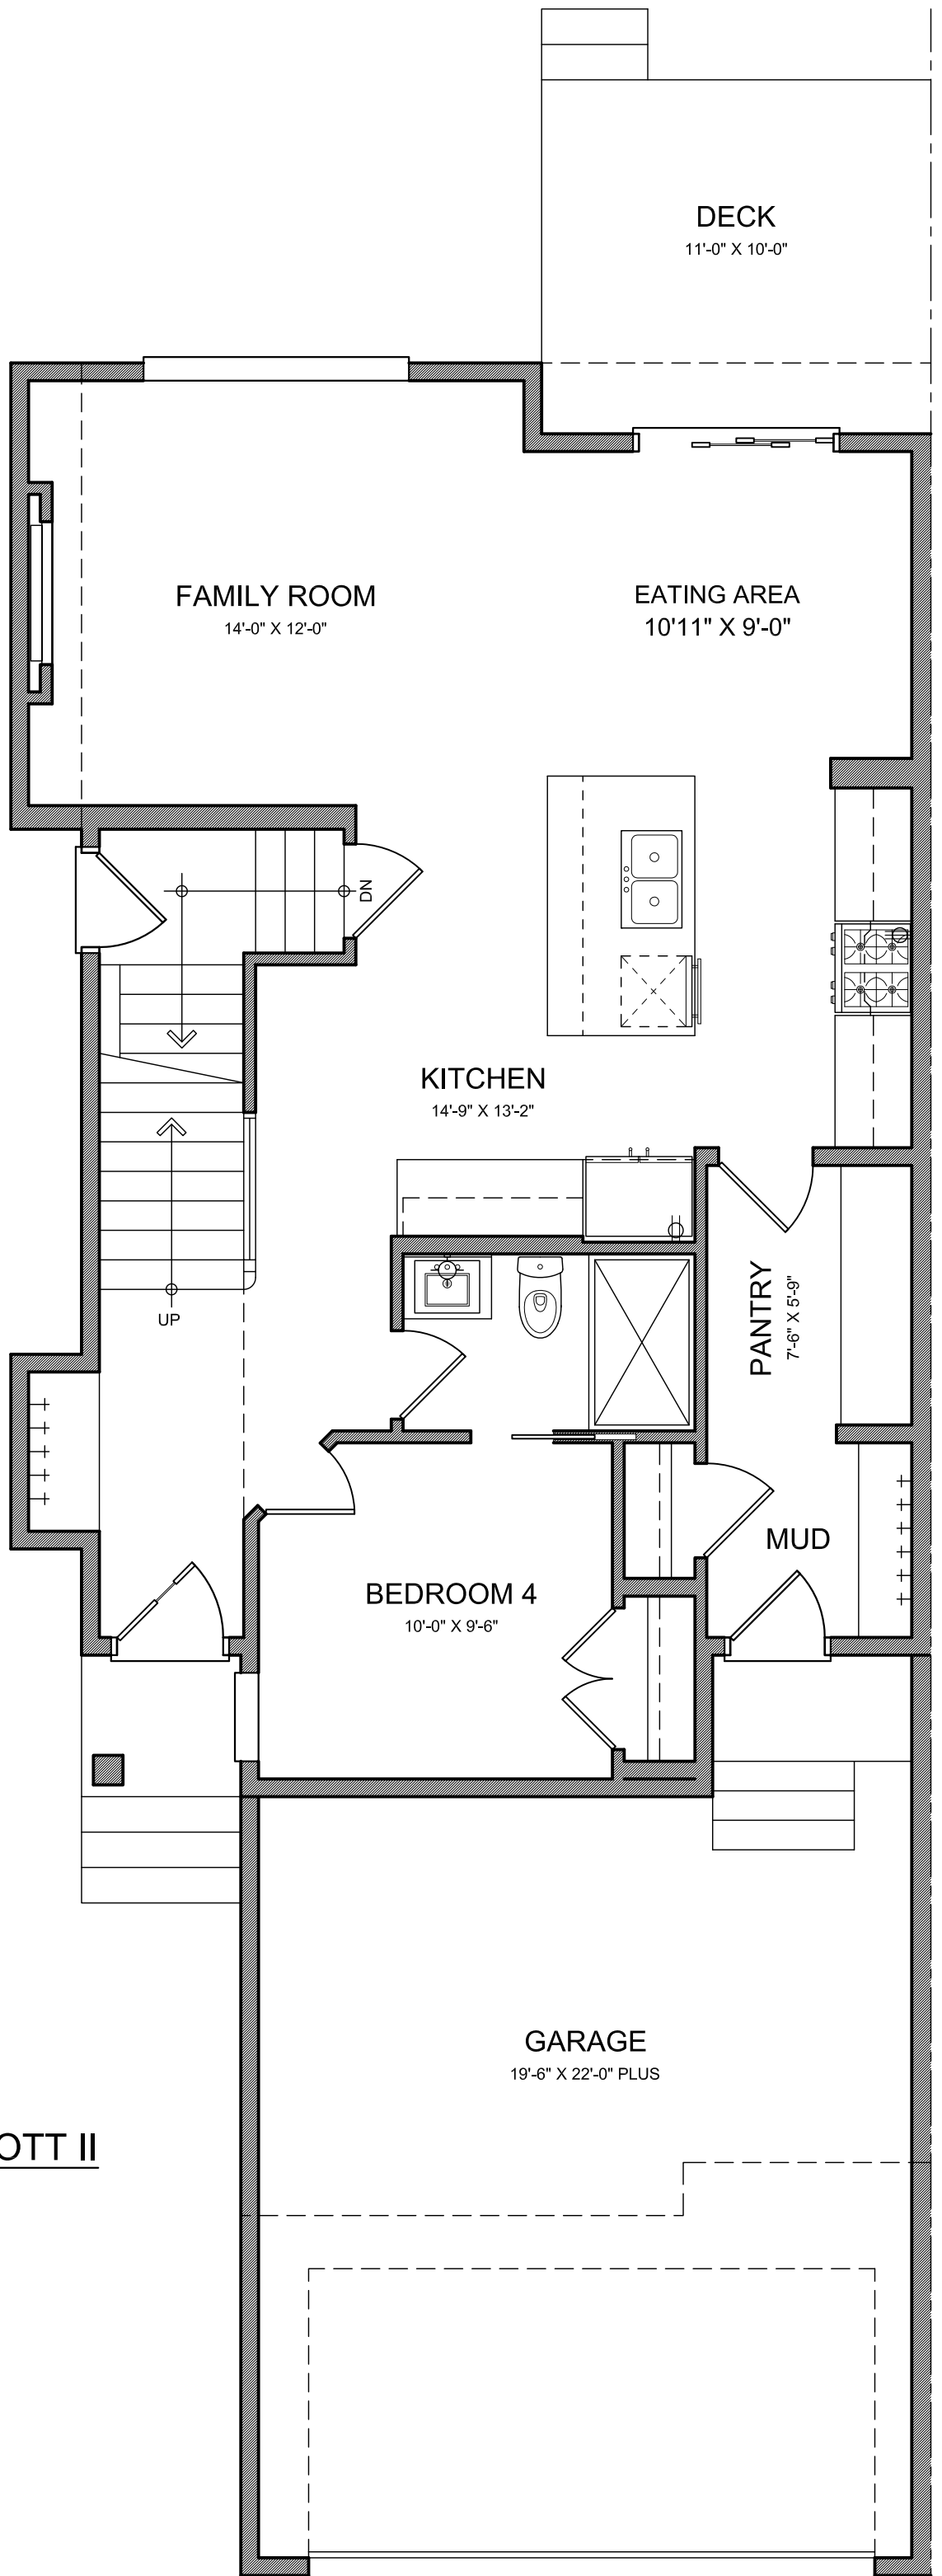 DECK
11'-0" X 10'-0"
FAMILY ROOM
14'-0" X 12'-0"
EATING AREA
10'11" X 9'-0"
DN
KITCHEN
14'-9" X 13'-2"
UP
PANTRY
7'-6" X 5'-9"
MUD
BEDROOM 4
10'-0" X 9'-6"
GARAGE
19'-6" X 22'-0" PLUS
II